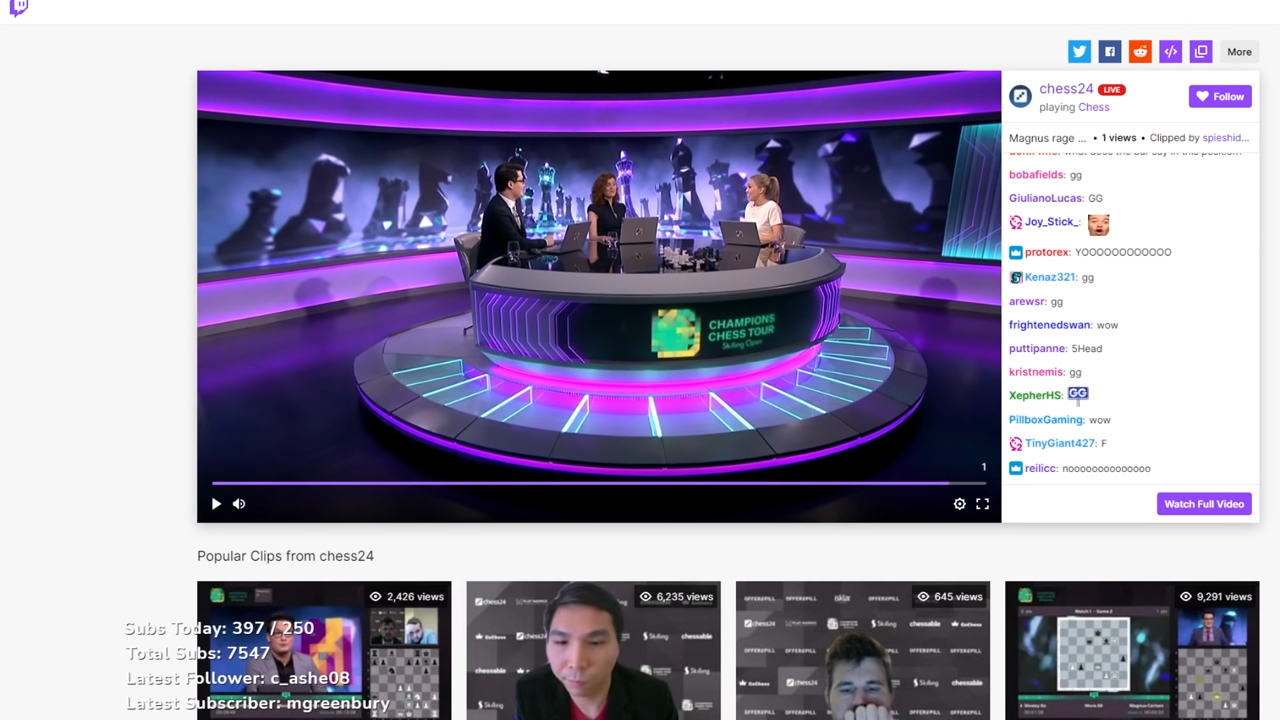 More
chess24 LIVE
playing Chess
Follow
Magnus rage ... • 1 views • Clipped by spieshid...
bobafields: gg
GiulianoLucas: GG
Joy_Stick_:
protorex: YOOOOOOOOOOOO
Kenaz321: gg
arewsr: gg
frightenedswan: wow
puttipanne: 5Head
kristnemis: gg
XepherHS: GG
PillboxGaming: wow
TinyGiant427: F
reilicc: noooooooooooooo
CHAMPIONS
CHESS TOUR
Skilling Open
1
Watch Full Video
Popular Clips from chess24
2,426 views
6,235 views
645 views
9,291 views
Subs Today: 397 / 250
Total Subs: 7547
Latest Follower: c_ashe08
Latest Subscriber: mgreenbury